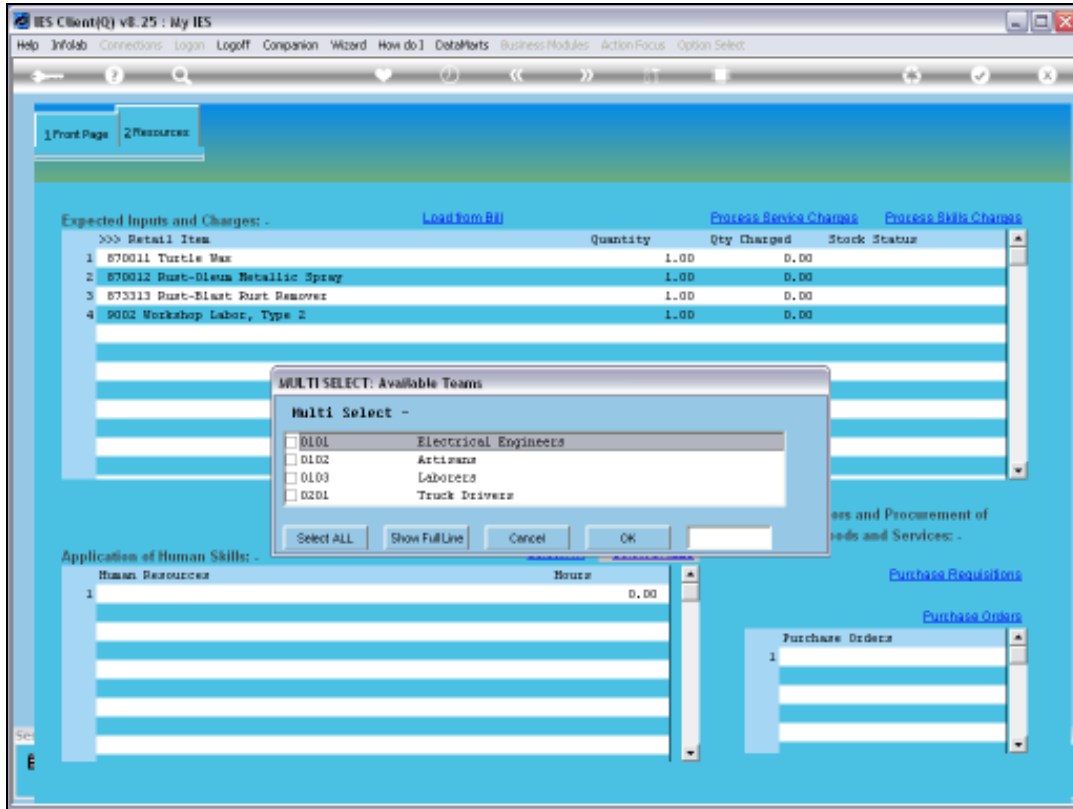 IES Client(Q) v8.25 : My IES
Help Infolab Connections Logon Logoff Companion Wizard How do I DataMarts Business Modules Action Focus Option Select
1 Front Page 2 Resources
Expected Inputs and Charges: - Load from Bill Process Service Charges Process Skills Charges
>>> Retail Item Quantity Qty Charged Stock Status
1 870011 Turtle Wax 1.00 0.00
2 870012 Rust-Oleum Metallic Spray 1.00 0.00
3 873313 Rust-Blast Rust Remover 1.00 0.00
4 9002 Workshop Labor, Type 2 1.00 0.00
MULTI SELECT: Available Teams
Multi Select -
0101 Electrical Engineers
0102 Artisans
0103 Laborers
0201 Truck Drivers
Select ALL Show Full Line Cancel OK
ors and Procurement of
ods and Services: -
Application of Human Skills: -
Human Resources Hours
1 0.00
Purchase Requisitions
Purchase Orders
Purchase Orders
1